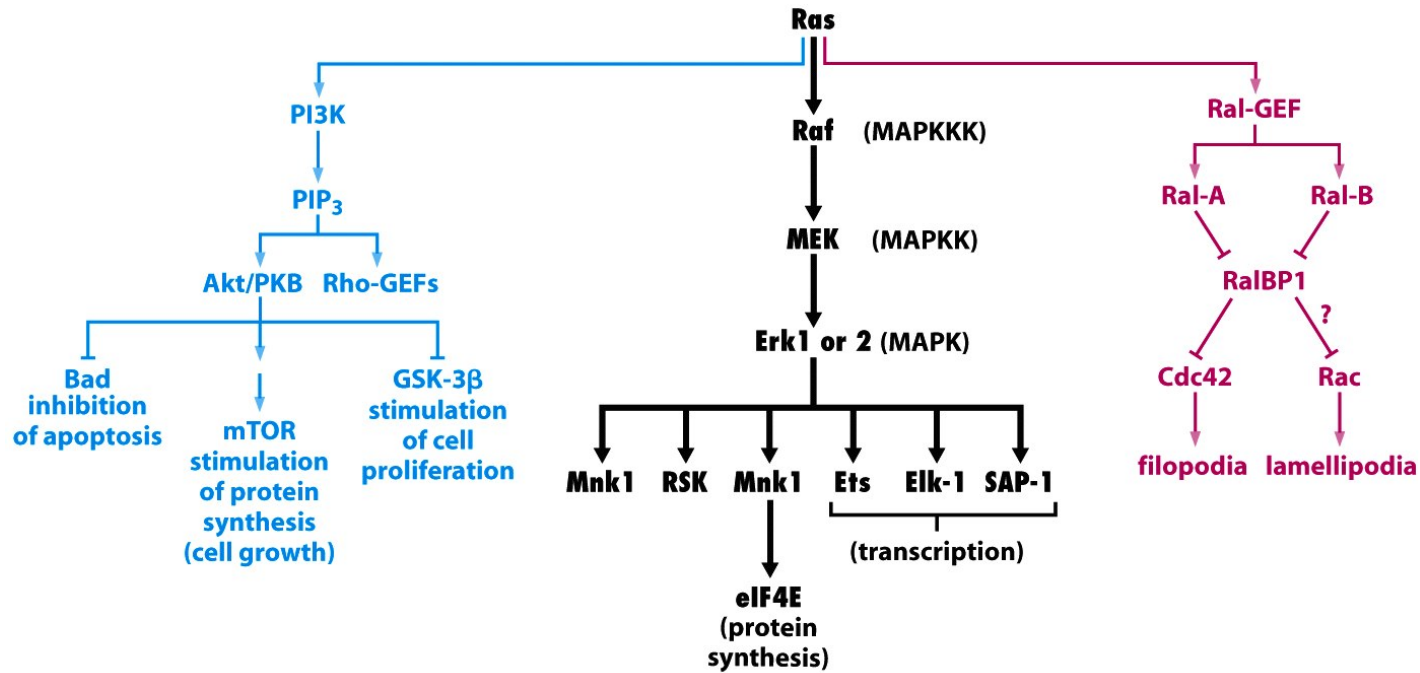 Ras
PI3K
PIP3
Akt/PKB Rho-GEFs
Bad
inhibition
of apoptosis
mTOR
stimulation
of protein
synthesis
(cell growth)
GSK-3β
stimulation
of cell
proliferation
Raf (MAPKKK)
MEK (MAPKK)
Erk1 or 2 (MAPK)
Mnk1 RSK Mnk1 Ets Elk-1 SAP-1
(transcription)
eIF4E
(protein
synthesis)
Ral-GEF
Ral-A Ral-B
RalBP1
?
Cdc42 Rac
filopodia lamellipodia